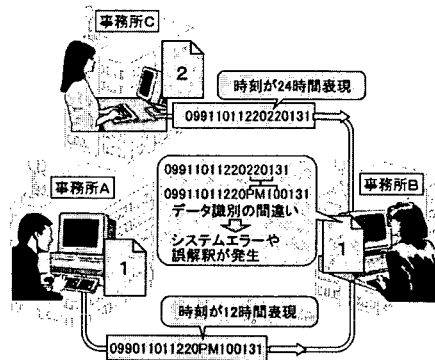 事務所C
2
時刻が24時間表現
09911011220220131
事務所A
1
09911011220220131
09911011220PM100131
データ識別の間違い
システムエラーや
誤解釈が発生
事務所B
1
時刻が12時間表現
099011011220PM100131